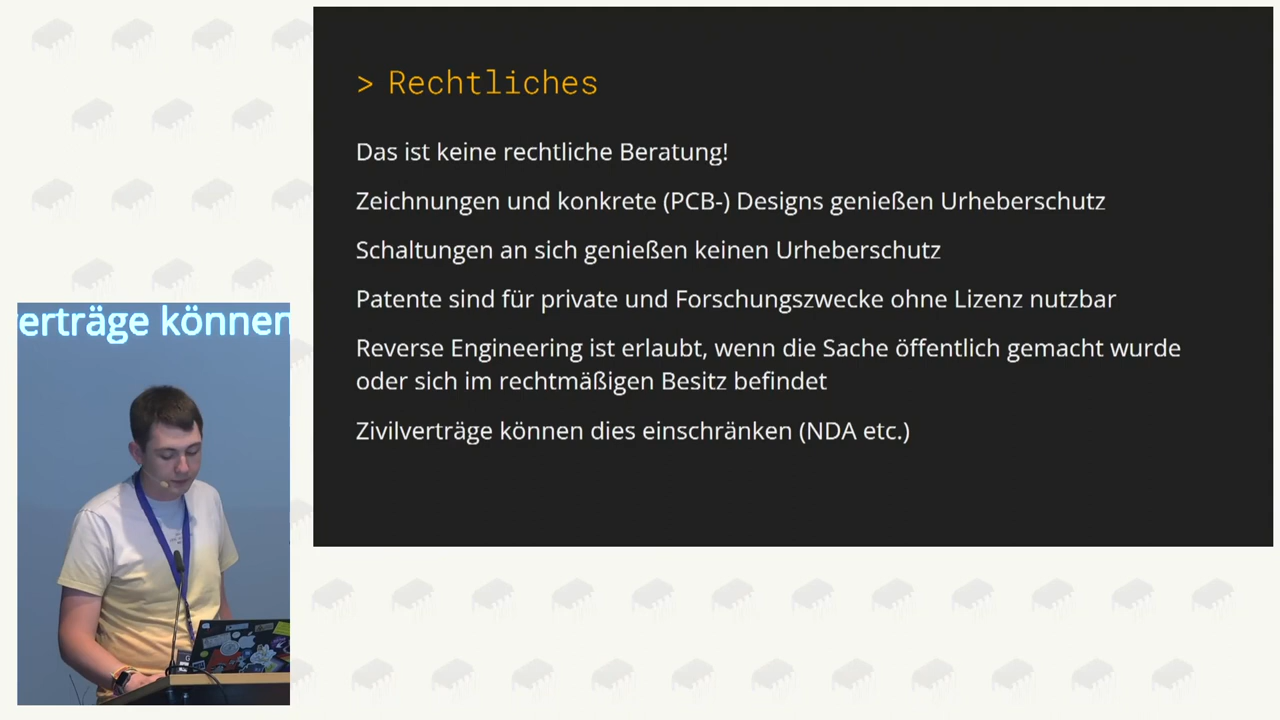 > Rechtliches
Das ist keine rechtliche Beratung!
Zeichnungen und konkrete (PCB-) Designs genießen Urheberschutz
Schaltungen an sich genießen keinen Urheberschutz
Patente sind für private und Forschungszwecke ohne Lizenz nutzbar
Reverse Engineering ist erlaubt, wenn die Sache öffentlich gemacht wurde
oder sich im rechtmäßigen Besitz befindet
Zivilverträge können dies einschränken (NDA etc.)
erträge können